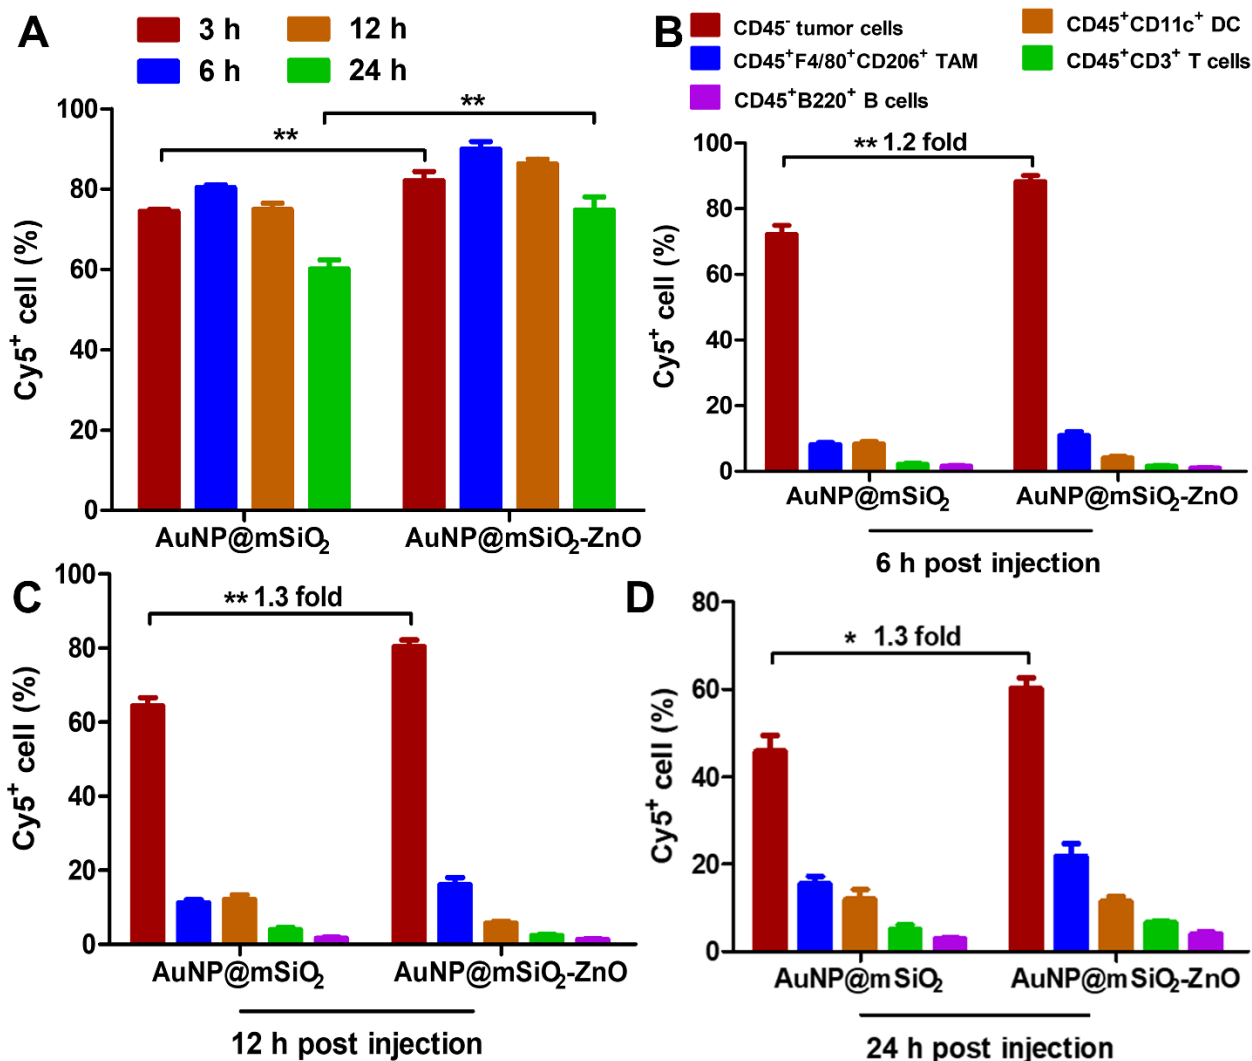 A
3 h
12 h
6 h
24 h
100
80
60
40
20
0
Cy5⁺ cell (%)
**
**
AuNP@mSiO₂
AuNP@mSiO₂-ZnO
B
CD45⁻ tumor cells
CD45⁺CD11c⁺ DC
CD45⁺F4/80⁺CD206⁺ TAM
CD45⁺CD3⁺ T cells
CD45⁺B220⁺ B cells
100
80
60
40
20
0
Cy5⁺ cell (%)
** 1.2 fold
AuNP@mSiO₂
AuNP@mSiO₂-ZnO
6 h post injection
C
100
80
60
40
20
0
Cy5⁺ cell (%)
** 1.3 fold
AuNP@mSiO₂
AuNP@mSiO₂-ZnO
12 h post injection
D
80
60
40
20
0
Cy5⁺ cell (%)
* 1.3 fold
AuNP@mSiO₂
AuNP@mSiO₂-ZnO
24 h post injection